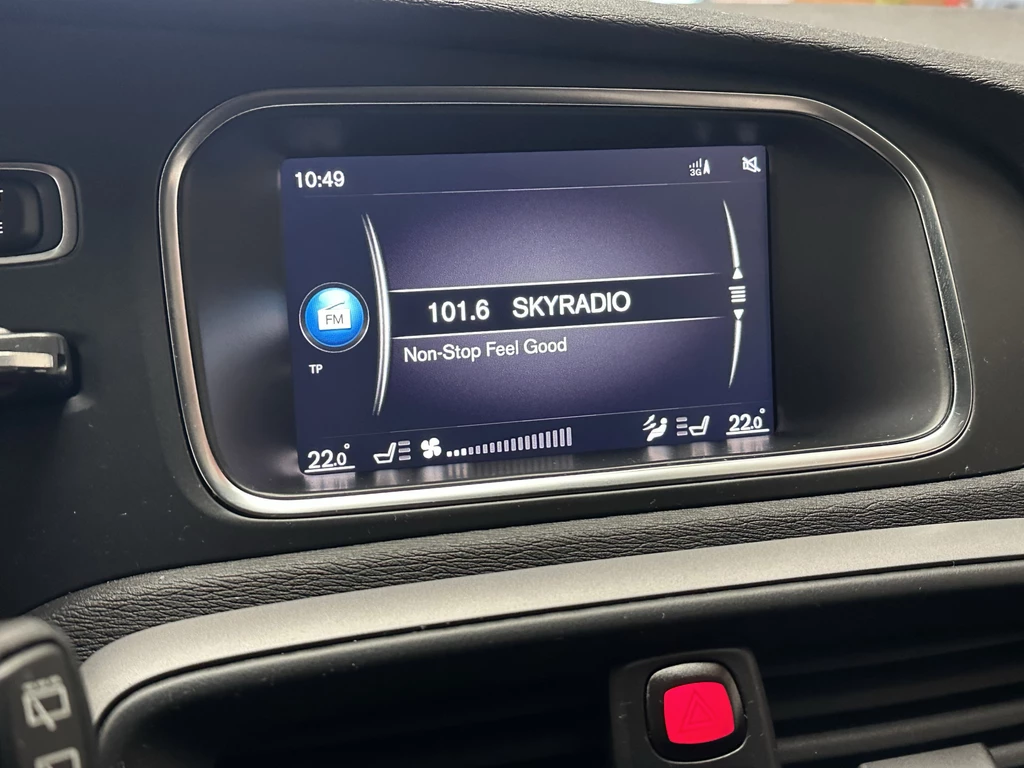 10:49
3G
FM
101.6 SKYRADIO
Non-Stop Feel Good
TP
22.0°
22.0°